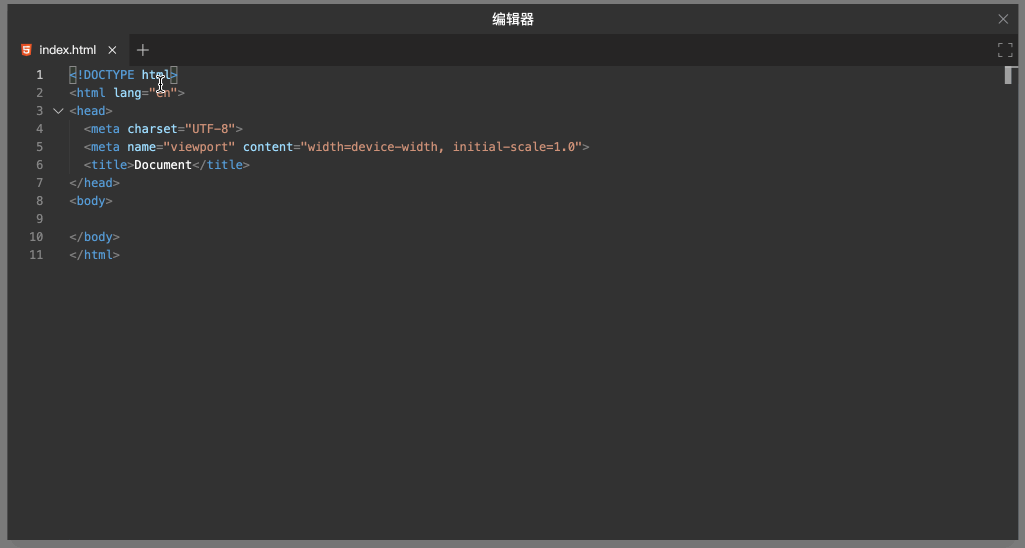 编辑器
index.html
1 <!DOCTYPE html>
2 <html lang="en">
3 <head>
4 <meta charset="UTF-8">
5 <meta name="viewport" content="width=device-width, initial-scale=1.0">
6 <title>Document</title>
7 </head>
8 <body>
9
10 </body>
11 </html>